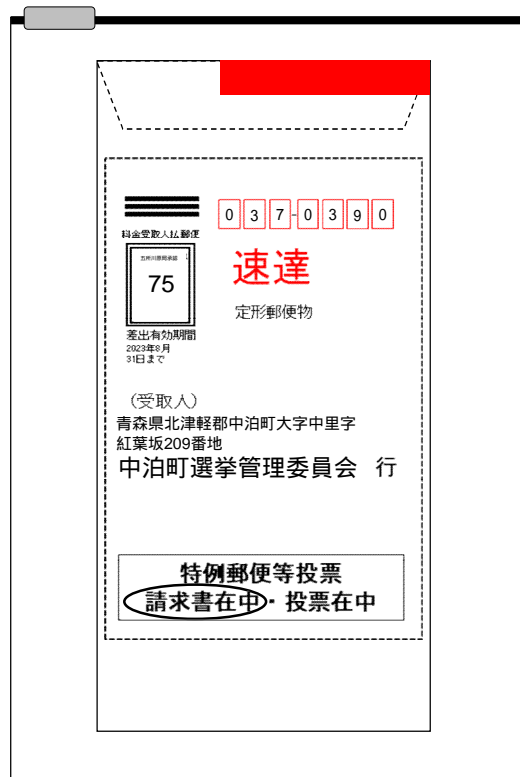 037-0390
料金受取人払郵便
五所川原局承認
75
速達
定形郵便物
差出有効期間
2023年8月
31日まで
(受取人)
青森県北津軽郡中泊町大字中里字
紅葉坂209番地
中泊町選挙管理委員会 行
特例郵便等投票
請求書在中・投票在中